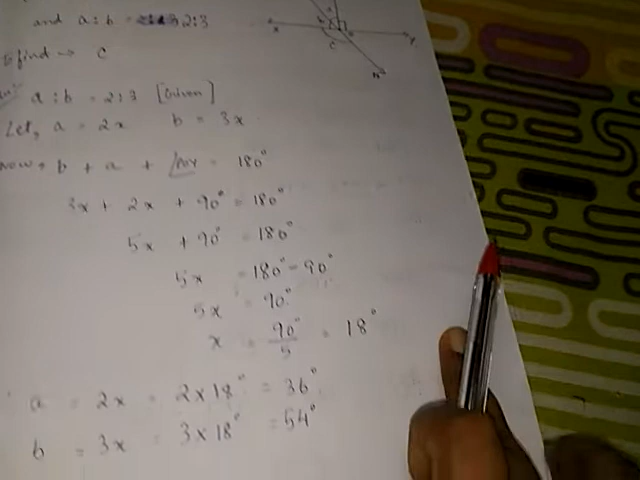 and a : b = 2:3
to find → c
a : b = 2:3 [Given]
Let, a = 2x b = 3x
Now, b + a + = 180°
3x + 2x + 90° = 180°
5x + 90° = 180°
5x = 180° - 90°
5x = 90°
x = 90°/5 = 18°
a = 2x = 2 x 18° = 36°
b = 3x = 3 x 18° = 54°